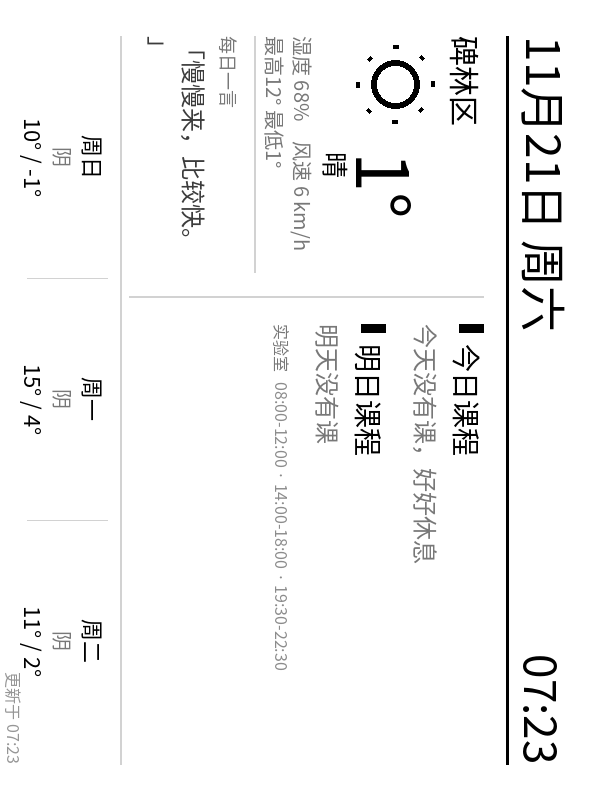 11月21日 周六
07:23
碑林区
1°
晴
湿度 68% 风速 6 km/h
最高12° 最低1°
每日一言
「慢慢来，比较快。
」
今日课程
今天没有课，好好休息
明日课程
明天没有课
实验室 08:00-12:00 · 14:00-18:00 · 19:30-22:30
周日
阴
10° / -1°
周一
阴
15° / 4°
周二
阴
11° / 2°
更新于 07:23